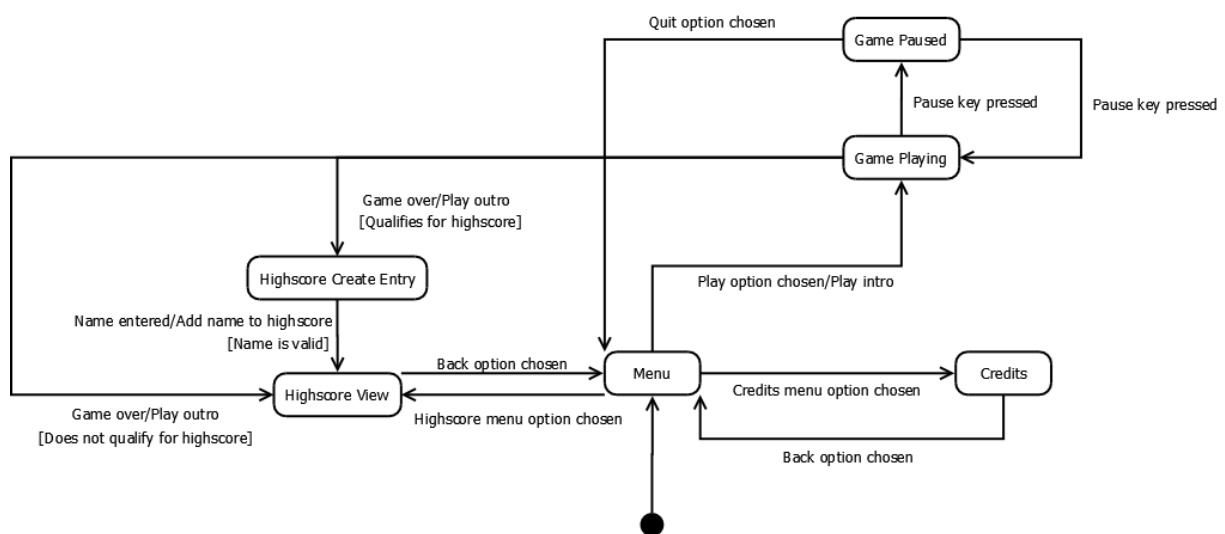 Quit option chosen
Game Paused
Pause key pressed
Pause key pressed
Game Playing
Game over/Play outro
[Qualifies for highscore]
Highscore Create Entry
Play option chosen/Play intro
Name entered/Add name to highscore
[Name is valid]
Back option chosen
Menu
Credits
Highscore View
Credits menu option chosen
Game over/Play outro
Highscore menu option chosen
[Does not qualify for highscore]
Back option chosen